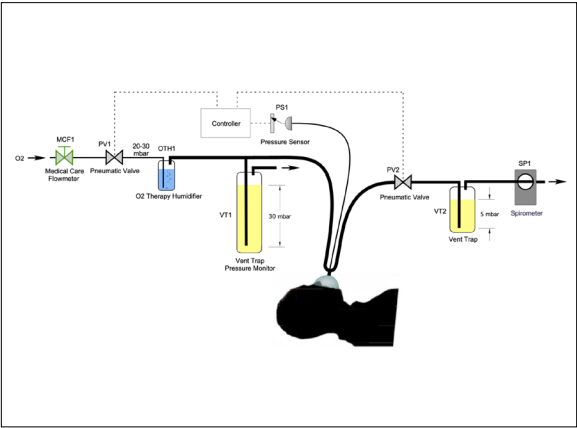 PS1
Controller
Pressure Sensor
MCF1
PV1
20-30
mbar
OTH1
O2
Medical Care
Flowmeter
Pneumatic Valve
O2 Therapy Humidifier
VT1
30 mbar
Vent Trap
Pressure Monitor
PV2
Pneumatic Valve
SP1
VT2
5 mbar
Spirometer
Vent Trap